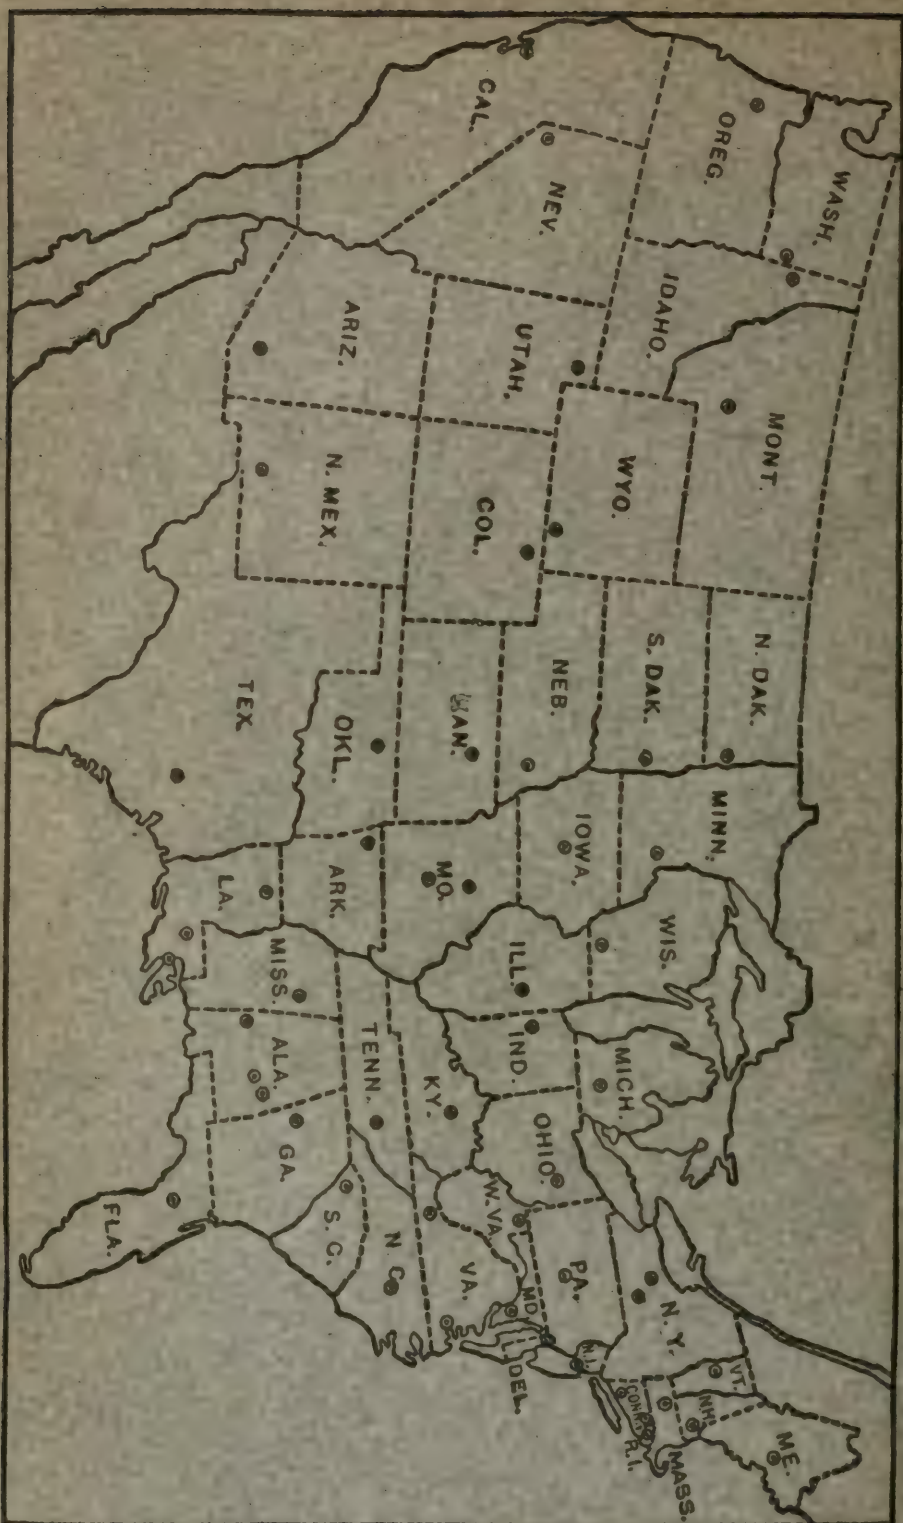 WASH.
OREG.
CAL.
NEV.
IDAHO.
MONT.
WYO.
UTAH.
COL.
ARIZ.
N. MEX.
N. DAK.
S. DAK.
NEB.
KAN.
OKL.
TEX.
MINN.
IOWA.
MO.
ARK.
LA.
WIS.
ILL.
IND.
MICH.
OHIO.
KY.
TENN.
MISS.
ALA.
GA.
FLA.
S. C.
N. C.
VA.
W. VA.
MD.
DEL.
PA.
N.J.
N. Y.
CONN.
R.I.
MASS.
VT.
N.H.
ME.